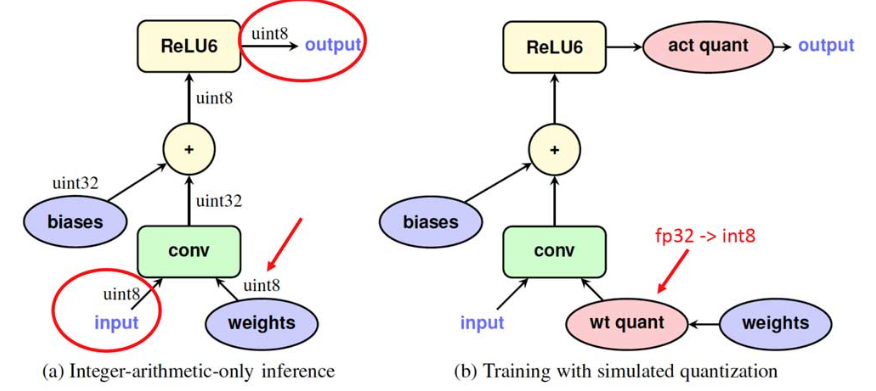 ReLU6
uint8
output
uint8
+
uint32
biases
uint32
conv
uint8
uint8
input
weights
(a) Integer-arithmetic-only inference
ReLU6
act quant
output
+
biases
conv
fp32 -> int8
input
wt quant
weights
(b) Training with simulated quantization